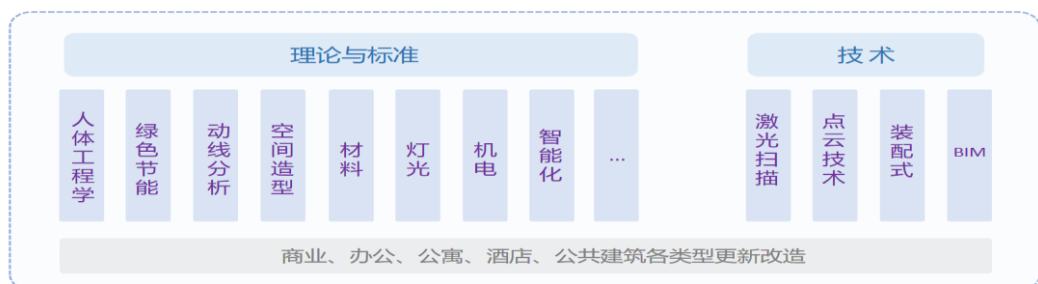 理论与标准
技术
人体工程学
绿色节能
动线分析
空间造型
材料
灯光
机电
智能化
...
激光扫描
点云技术
装配式
BIM
商业、办公、公寓、酒店、公共建筑各类型更新改造